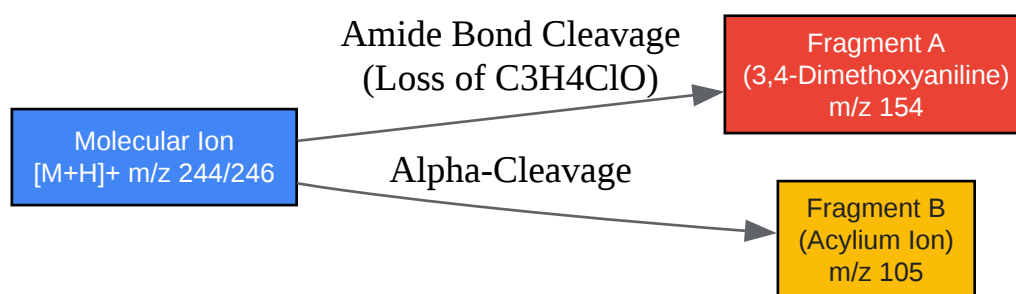 Amide Bond Cleavage
(Loss of C3H4ClO)
Fragment A
(3,4-Dimethoxyaniline)
m/z 154
Molecular Ion
[M+H]+ m/z 244/246
Alpha-Cleavage
Fragment B
(Acylium Ion)
m/z 105